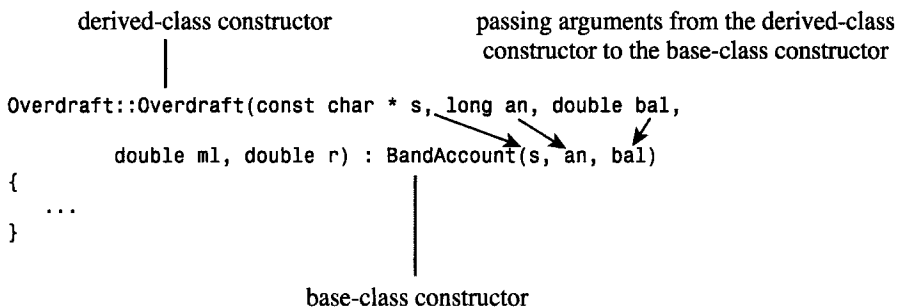 derived-class constructor
passing arguments from the derived-class
constructor to the base-class constructor
Overdraft::Overdraft(const char * s, long an, double bal,
double ml, double r) : BandAccount(s, an, bal)
{
...
}
base-class constructor